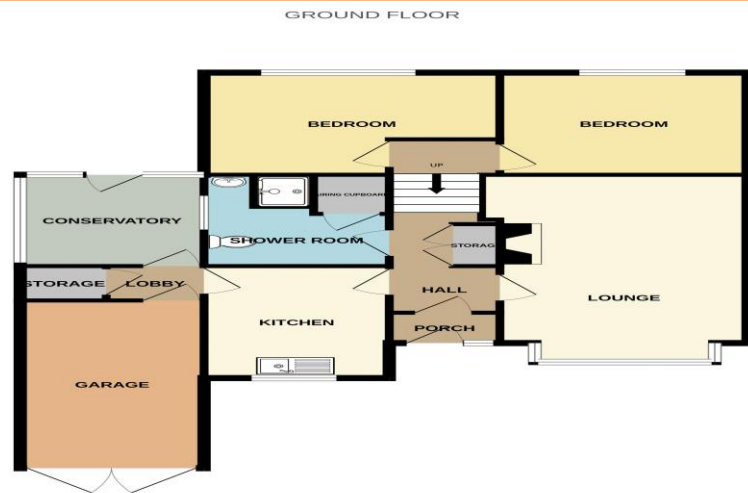 GROUND FLOOR
BEDROOM
BEDROOM
UP
CONSERVATORY
SHOWER ROOM
STORAG
STORAGE
LOBBY
HALL
LOUNGE
KITCHEN
PORCH
GARAGE